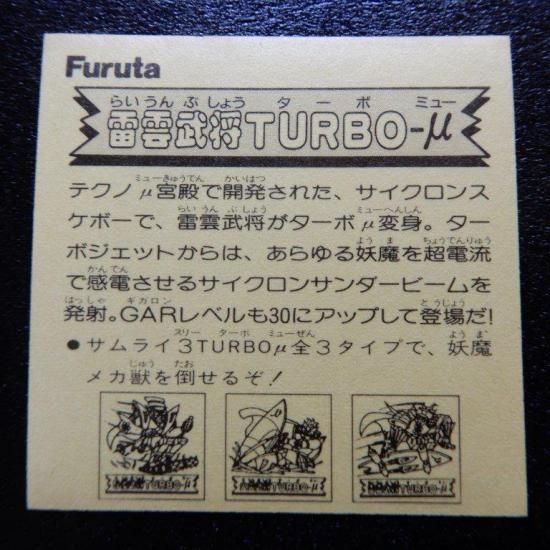 Furuta
らいうんぶしょう ターボ ミュー
雷雲武将TURBO-μ
ミューきゅうでん かいはつ
テクノμ宮殿で開発された、サイクロンス
らいうんぶしょう ミューへんしん
ケボーで、雷雲武将がターボμ変身。ター
ようま ちょうでんりゅう
ボジェットからは、あらゆる妖魔を超電流
かんでん
で感電させるサイクロンサンダービームを
はっしゃ ギガロン とうじょう
発射。GARレベルも30にアップして登場だ!
スリー ターボ ミューぜん ようま
●サムライ3TURBOμ全3タイプで、妖魔
じゅう たお
メカ獣を倒せるぞ!
TURBO-μ TURBO-μ TURBO-μ